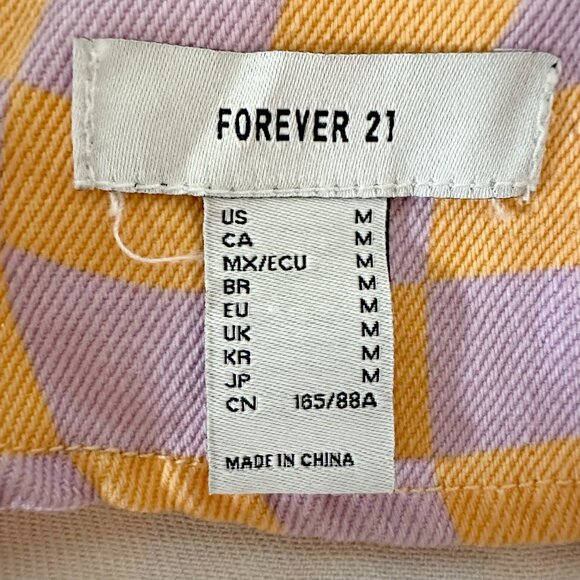 FOREVER 21
US M
CA M
MX/ECU M
BR M
EU M
UK M
KR M
JP M
CN 165/88A
MADE IN CHINA